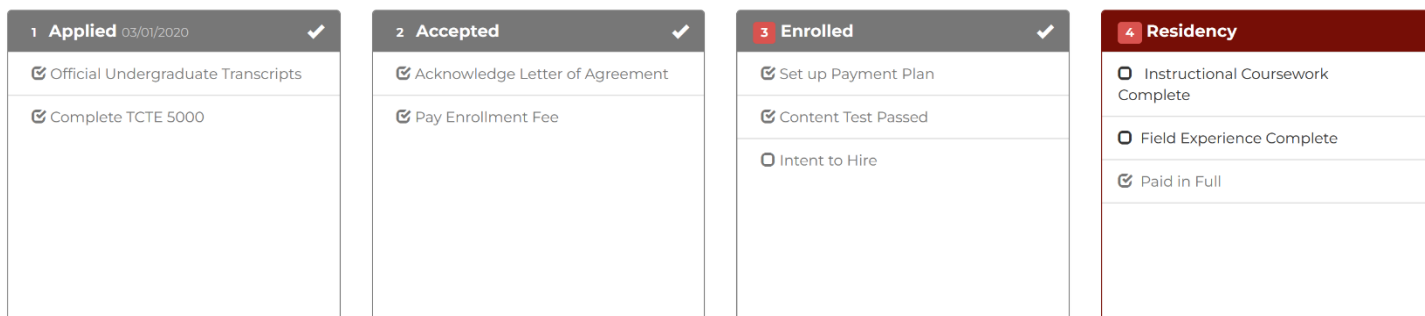 1 Applied 03/01/2020
Official Undergraduate Transcripts
Complete TCTE 5000
2 Accepted
Acknowledge Letter of Agreement
Pay Enrollment Fee
3 Enrolled
Set up Payment Plan
Content Test Passed
Intent to Hire
4 Residency
Instructional Coursework
Complete
Field Experience Complete
Paid in Full